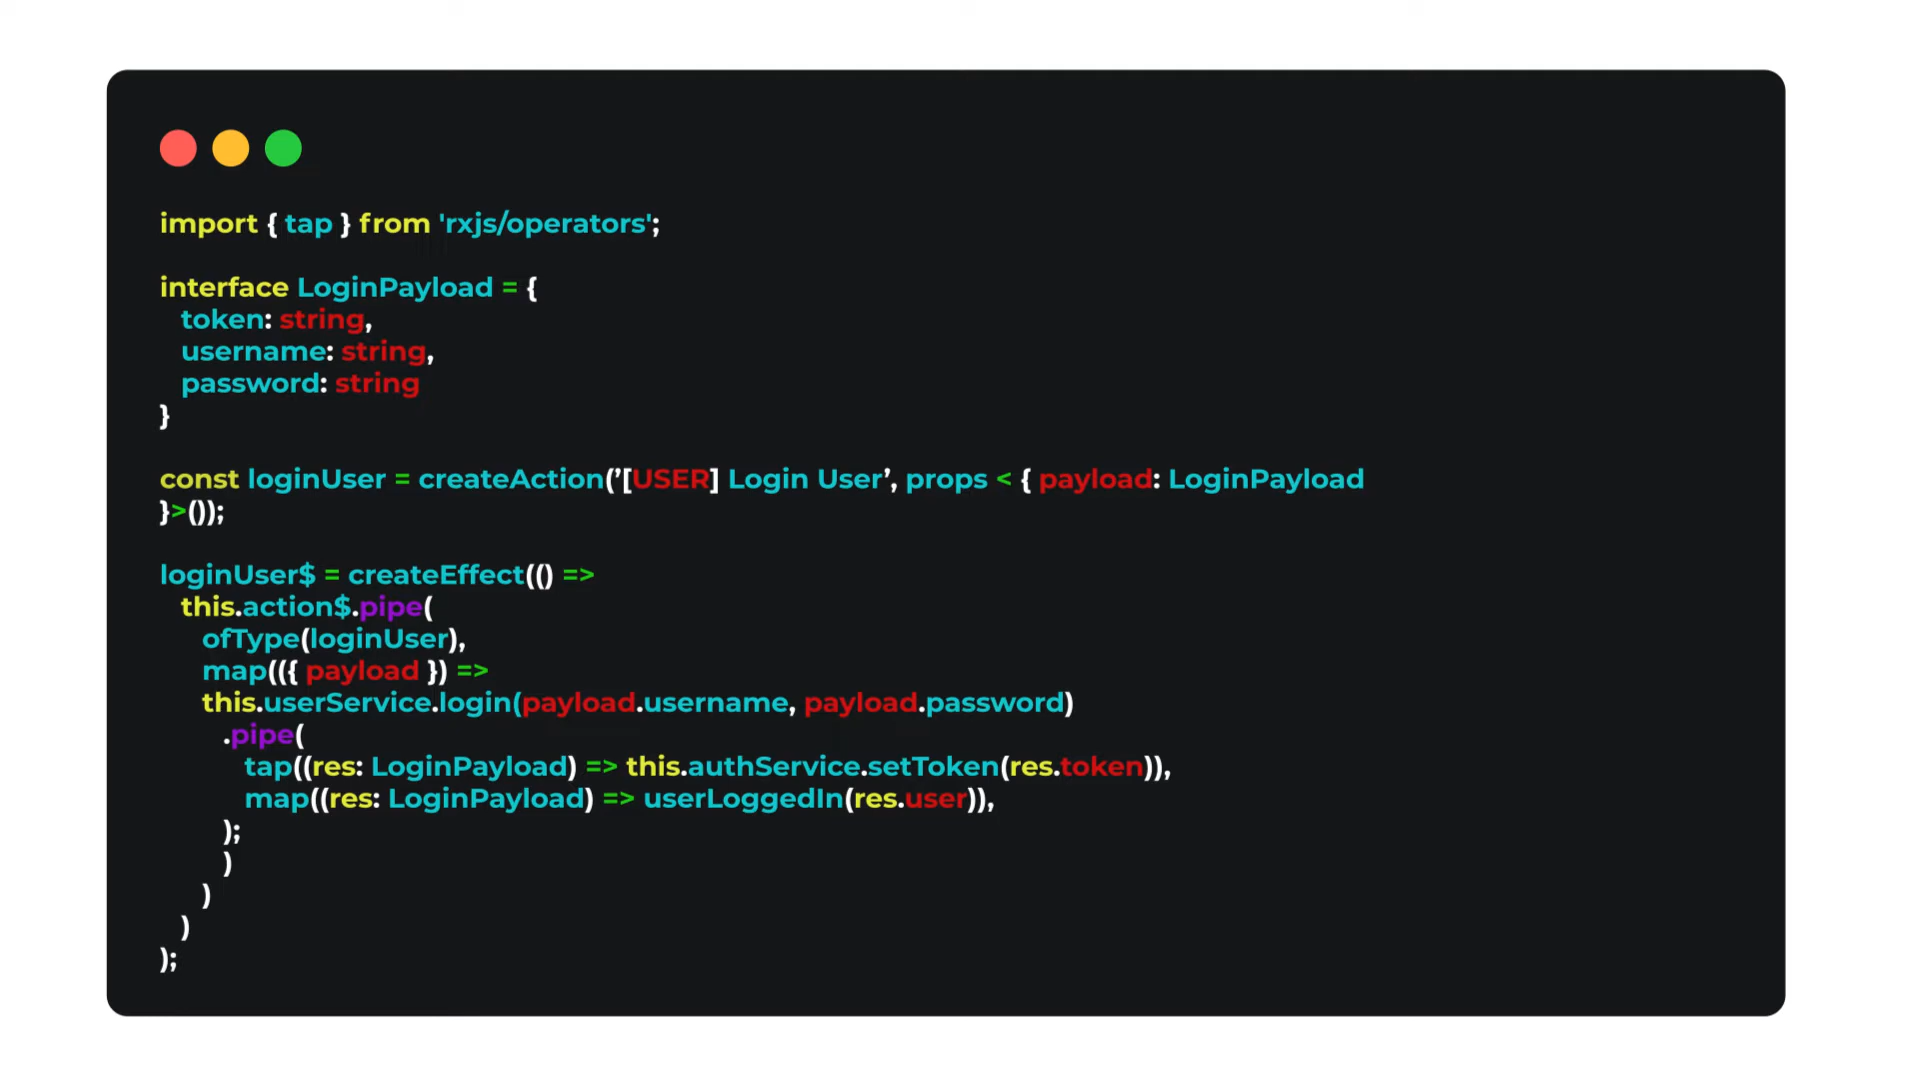 import { tap } from 'rxjs/operators';
interface LoginPayload = {
token: string,
username: string,
password: string
}
const loginUser = createAction(’[USER] Login User’, props < { payload: LoginPayload
}>());
loginUser$ = createEffect(() =>
this.action$.pipe(
ofType(loginUser),
map(({ payload }) =>
this.userService.login(payload.username, payload.password)
.pipe(
tap((res: LoginPayload) => this.authService.setToken(res.token)),
map((res: LoginPayload) => userLoggedIn(res.user)),
);
)
)
)
);